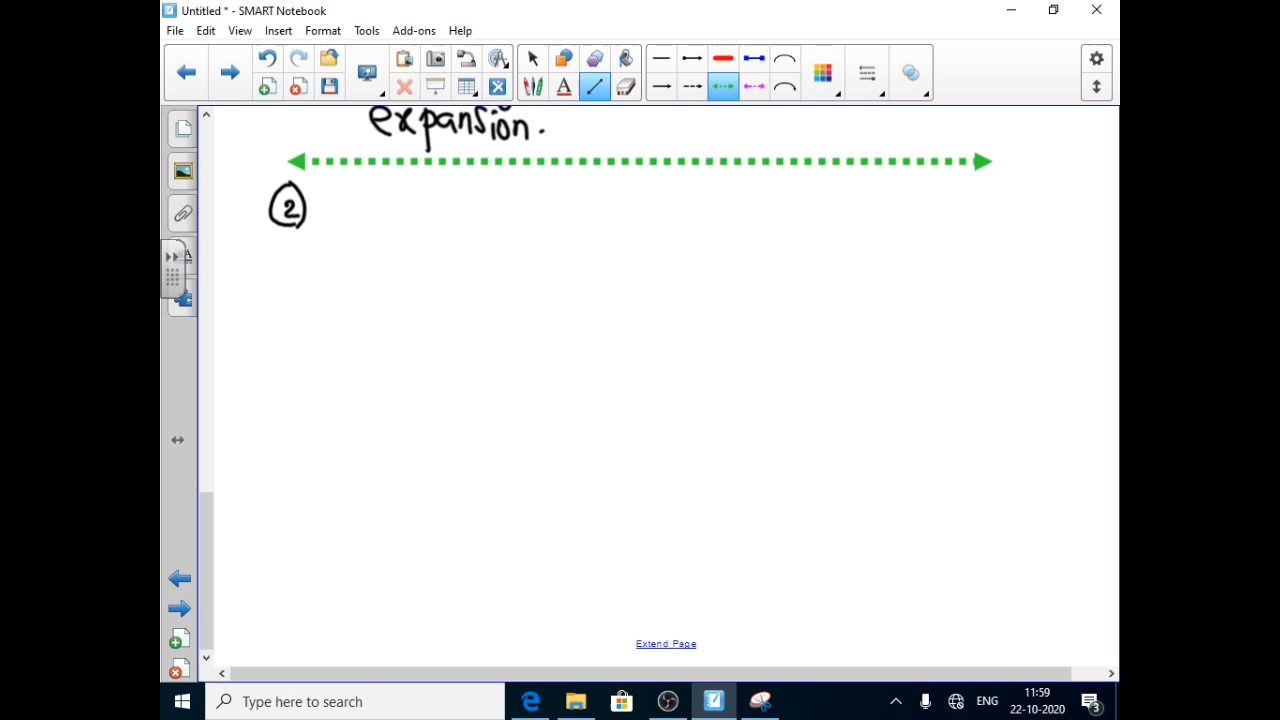 Untitled * - SMART Notebook
File Edit View Insert Format Tools Add-ons Help
expansion.
2
Extend Page
Type here to search
ENG
11:59
22-10-2020
3